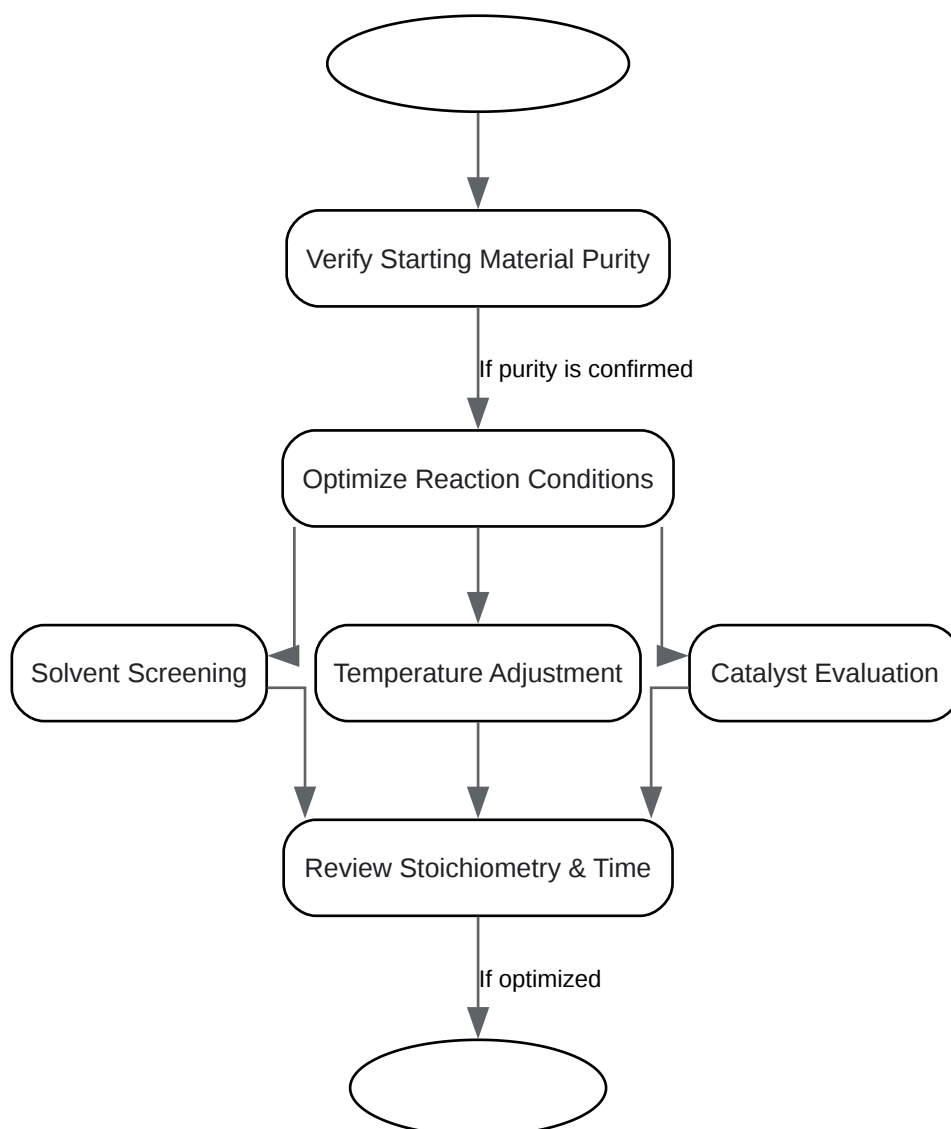 Verify Starting Material Purity
If purity is confirmed
Optimize Reaction Conditions
Solvent Screening
Temperature Adjustment
Catalyst Evaluation
Review Stoichiometry & Time
If optimized